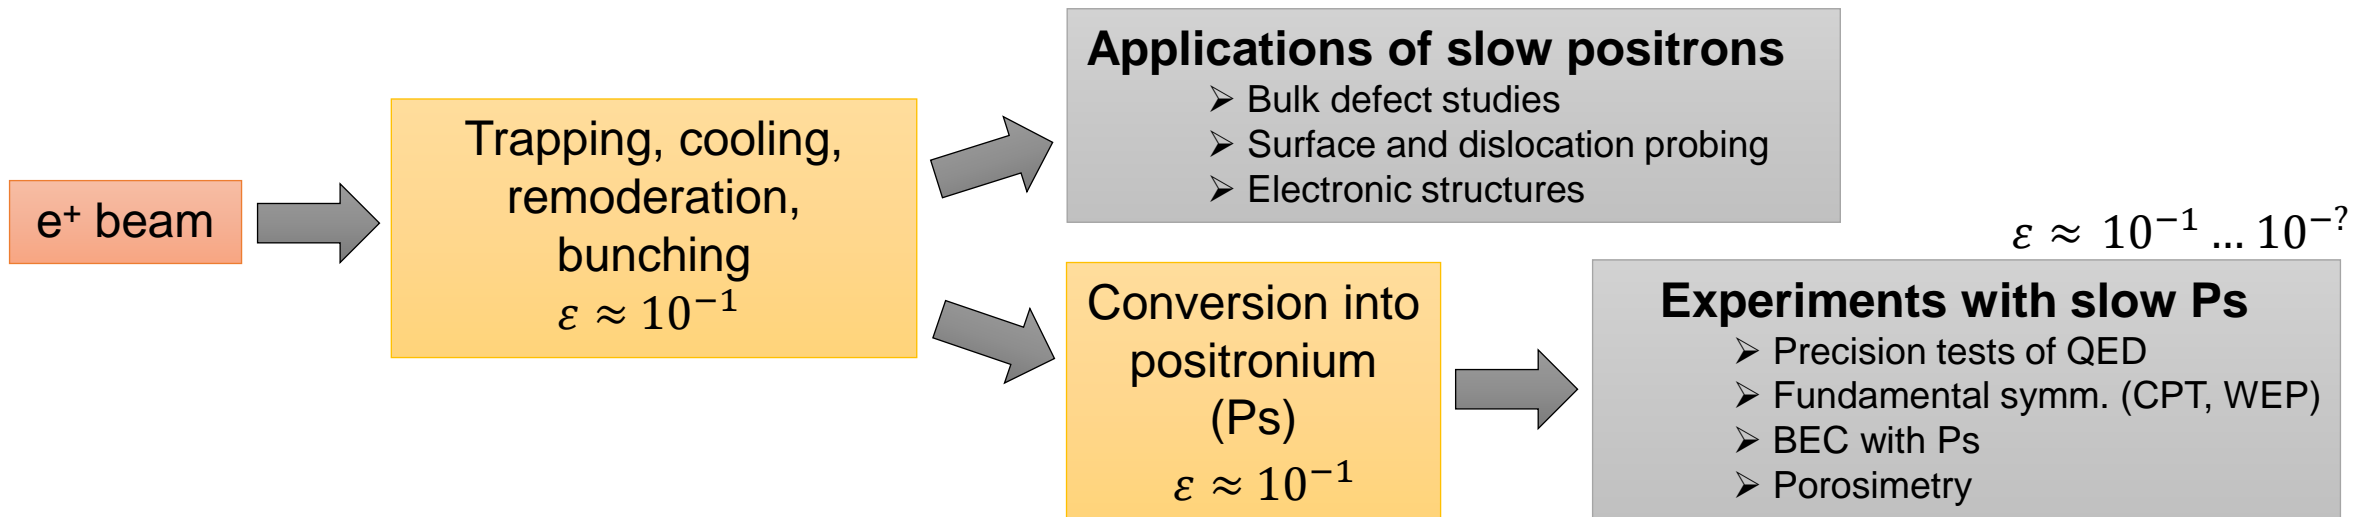 e⁺ beam
Trapping, cooling,
remoderation,
bunching
ε ≈ 10⁻¹
Applications of slow positrons
➢ Bulk defect studies
➢ Surface and dislocation probing
➢ Electronic structures
Conversion into
positronium
(Ps)
ε ≈ 10⁻¹
ε ≈ 10⁻¹ … 10⁻?
Experiments with slow Ps
➢ Precision tests of QED
➢ Fundamental symm. (CPT, WEP)
➢ BEC with Ps
➢ Porosimetry